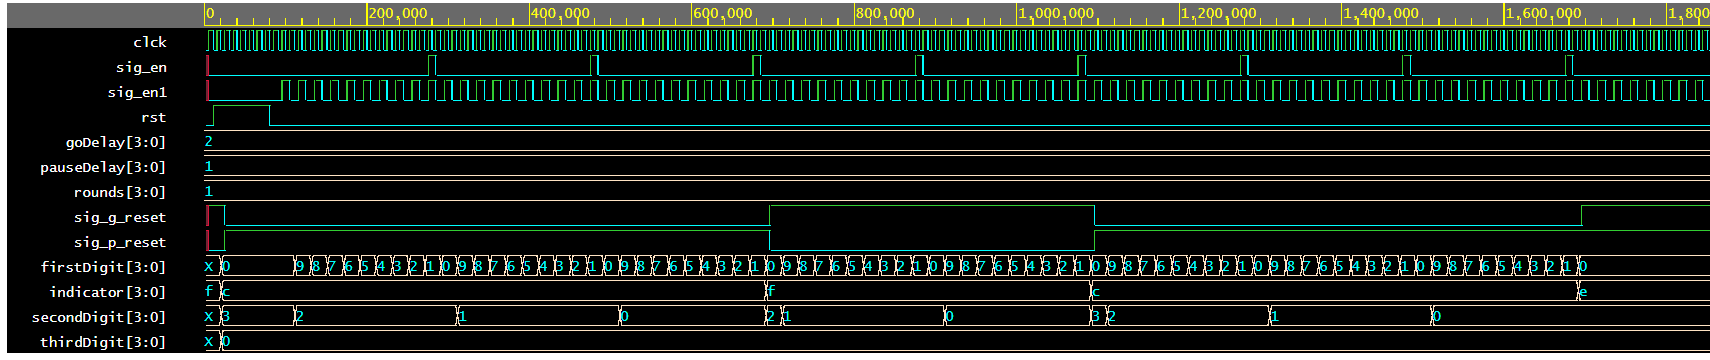 0 200,000 400,000 600,000 800,000 1,000,000 1,200,000 1,400,000 1,600,000 1,800
clck
sig_en
sig_en1
rst
goDelay[3:0] 2
pauseDelay[3:0] 1
rounds[3:0] 1
sig_g_reset
sig_p_reset
firstDigit[3:0] X 0 9 8 7 6 5 4 3 2 1 0 9 8 7 6 5 4 3 2 1 0 9 8 7 6 5 4 3 2 1 0 9 8 7 6 5 4 3 2 1 0 9 8 7 6 5 4 3 2 1 0 9 8 7 6 5 4 3 2 1 0 9 8 7 6 5 4 3 2 1 0 9 8 7 6 5 4 3 2 1 0
indicator[3:0] f c f c e
secondDigit[3:0] X 3 2 1 0 2 1 0 3 2 1 0
thirdDigit[3:0] X 0